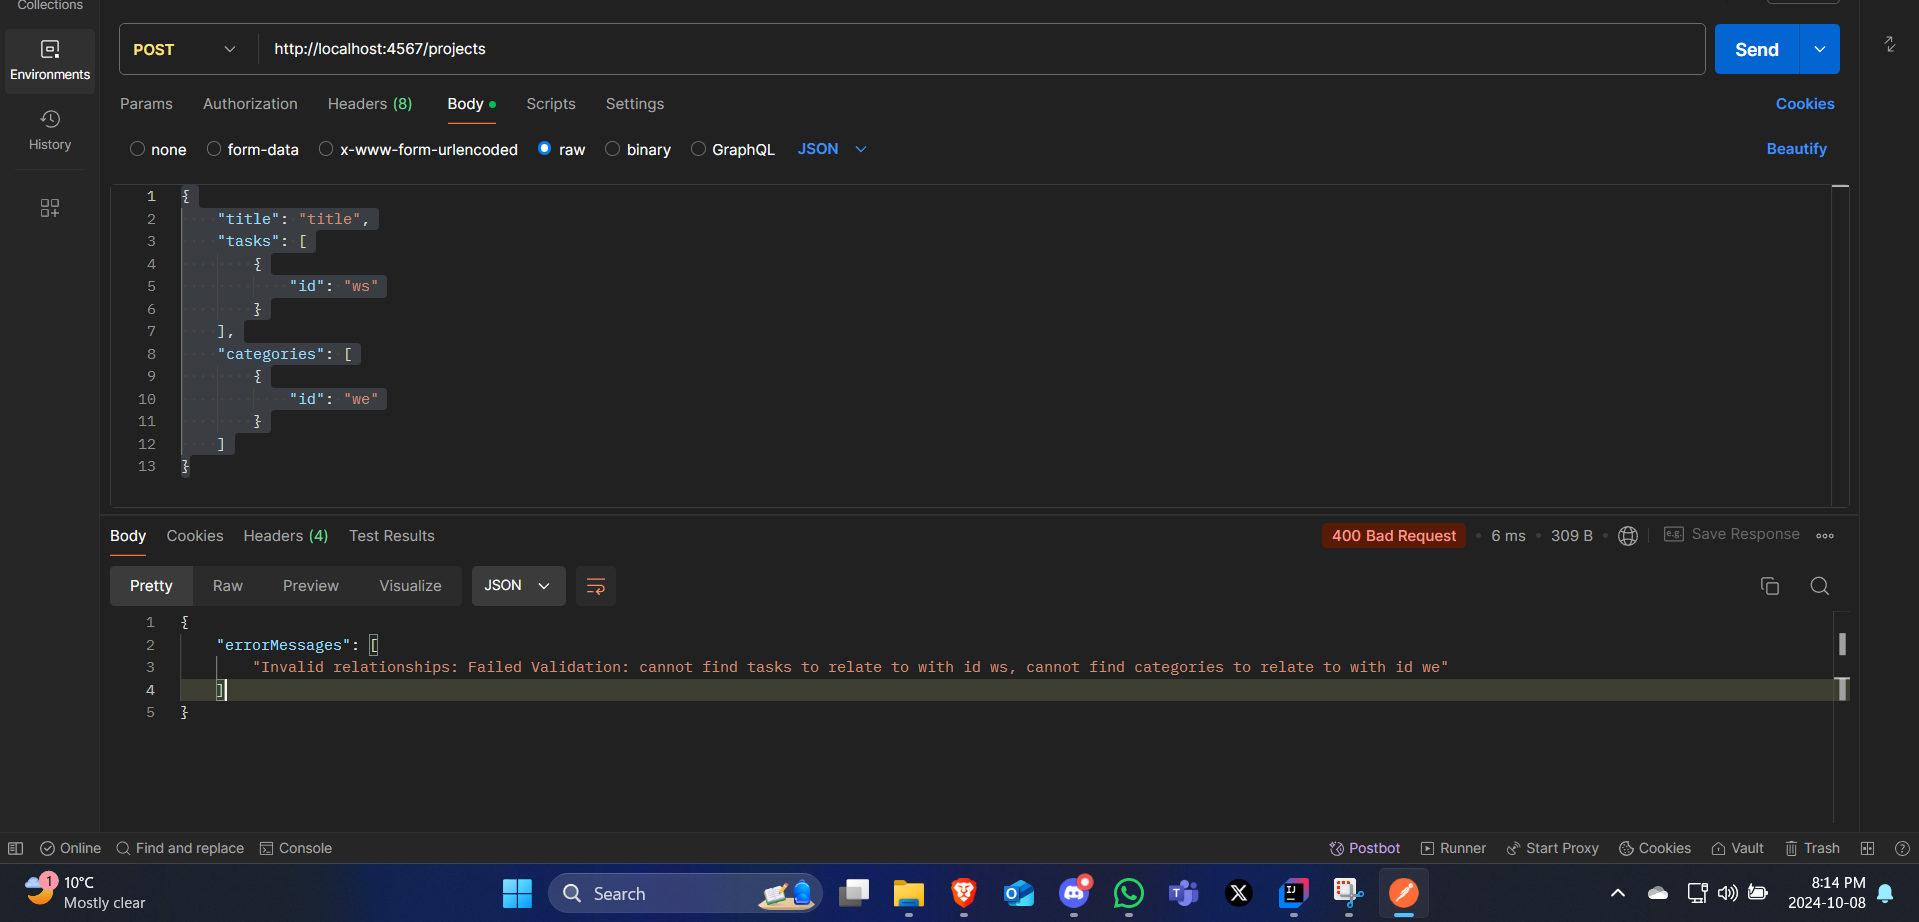 Collections
Environments
History
POST
http://localhost:4567/projects
Send
Params Authorization Headers (8) Body Scripts Settings Cookies
none form-data x-www-form-urlencoded raw binary GraphQL JSON Beautify
1 {
2 "title": "title",
3 "tasks": [
4 {
5 "id": "ws"
6 }
7 ],
8 "categories": [
9 {
10 "id": "we"
11 }
12 ]
13 }
Body Cookies Headers (4) Test Results 400 Bad Request • 6 ms • 309 B e.g. Save Response
Pretty Raw Preview Visualize JSON
1 {
2 "errorMessages": [
3 "Invalid relationships: Failed Validation: cannot find tasks to relate to with id ws, cannot find categories to relate to with id we"
4 ]
5 }
Online Find and replace Console Postbot Runner Start Proxy Cookies Vault Trash
1 10°C
Mostly clear
Search
8:14 PM
2024-10-08